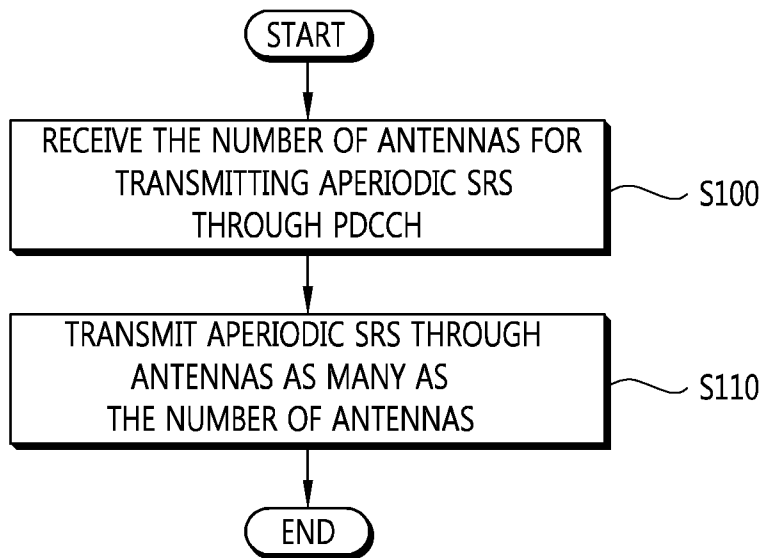 START
RECEIVE THE NUMBER OF ANTENNAS FOR
TRANSMITTING APERIODIC SRS
THROUGH PDCCH
S100
TRANSMIT APERIODIC SRS THROUGH
ANTENNAS AS MANY AS
THE NUMBER OF ANTENNAS
S110
END